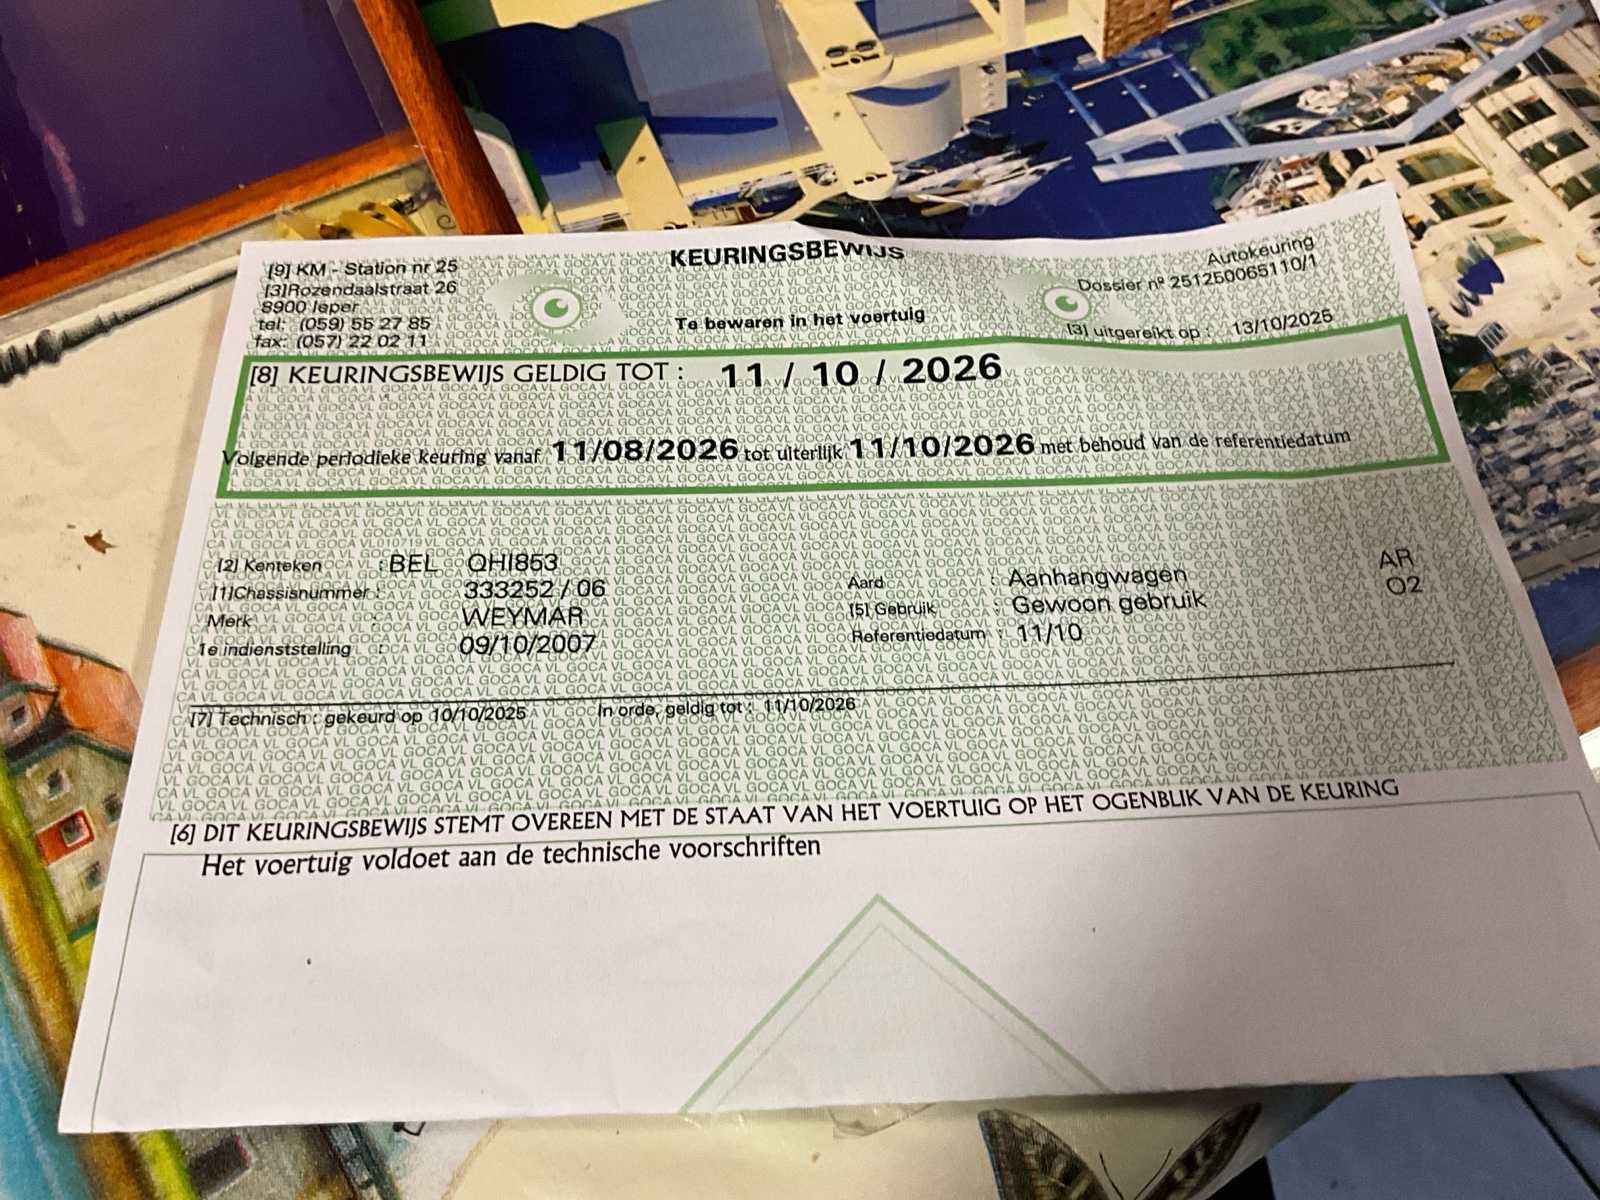 KEURINGSBEWIJS
Te bewaren in het voertuig
[9] KM - Station nr 25
[3]Rozendaalstraat 26
8900 Ieper
tel: (059) 55 27 85
fax: (057) 22 02 11
Autokeuring
Dossier nº 251250065110/1
[3] uitgereikt op : 13/10/2025
[8] KEURINGSBEWIJS GELDIG TOT : 11 / 10 / 2026
Volgende periodieke keuring vanaf 11/08/2026 tot uiterlijk 11/10/2026 met behoud van de referentiedatum
[2] Kenteken : BEL QHI853
[1]Chassisnummer : 333252 / 06
Merk : WEYMAR
1e indienststelling : 09/10/2007
Aard : Aanhangwagen AR
[5] Gebruik : Gewoon gebruik O2
Referentiedatum : 11/10
[7] Technisch : gekeurd op 10/10/2025 In orde, geldig tot : 11/10/2026
[6] DIT KEURINGSBEWIJS STEMT OVEREEN MET DE STAAT VAN HET VOERTUIG OP HET OGENBLIK VAN DE KEURING
Het voertuig voldoet aan de technische voorschriften